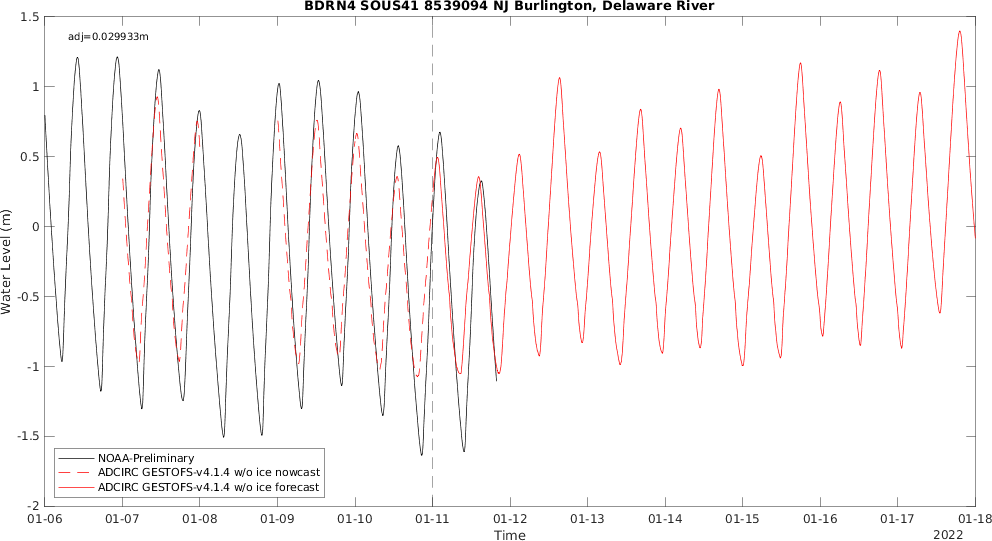 BDRN4 SOUS41 8539094 NJ Burlington, Delaware River
adj=0.029933m
1.5
1
0.5
0
-0.5
-1
-1.5
-2
Water Level (m)
NOAA-Preliminary
ADCIRC GESTOFS-v4.1.4 w/o ice nowcast
ADCIRC GESTOFS-v4.1.4 w/o ice forecast
01-06 01-07 01-08 01-09 01-10 01-11 01-12 01-13 01-14 01-15 01-16 01-17 01-18
Time
2022